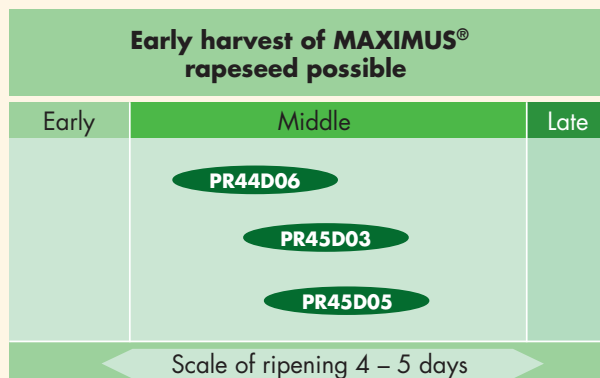 Early harvest of MAXIMUS®
rapeseed possible
Early Middle Late
PR44D06
PR45D03
PR45D05
Scale of ripening 4 – 5 days